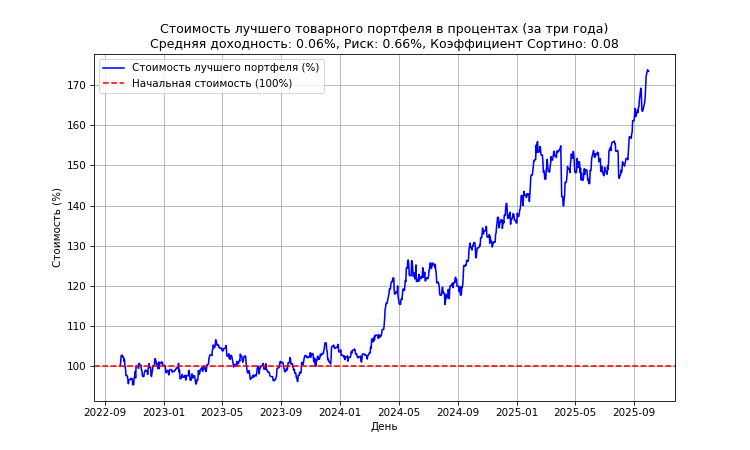 Стоимость лучшего товарного портфеля в процентах (за три года)
Средняя доходность: 0.06%, Риск: 0.66%, Коэффициент Сортино: 0.08
Стоимость лучшего портфеля (%)
Начальная стоимость (100%)
Стоимость (%)
170
160
150
140
130
120
110
100
2022-09 2023-01 2023-05 2023-09 2024-01 2024-05 2024-09 2025-01 2025-05 2025-09
День